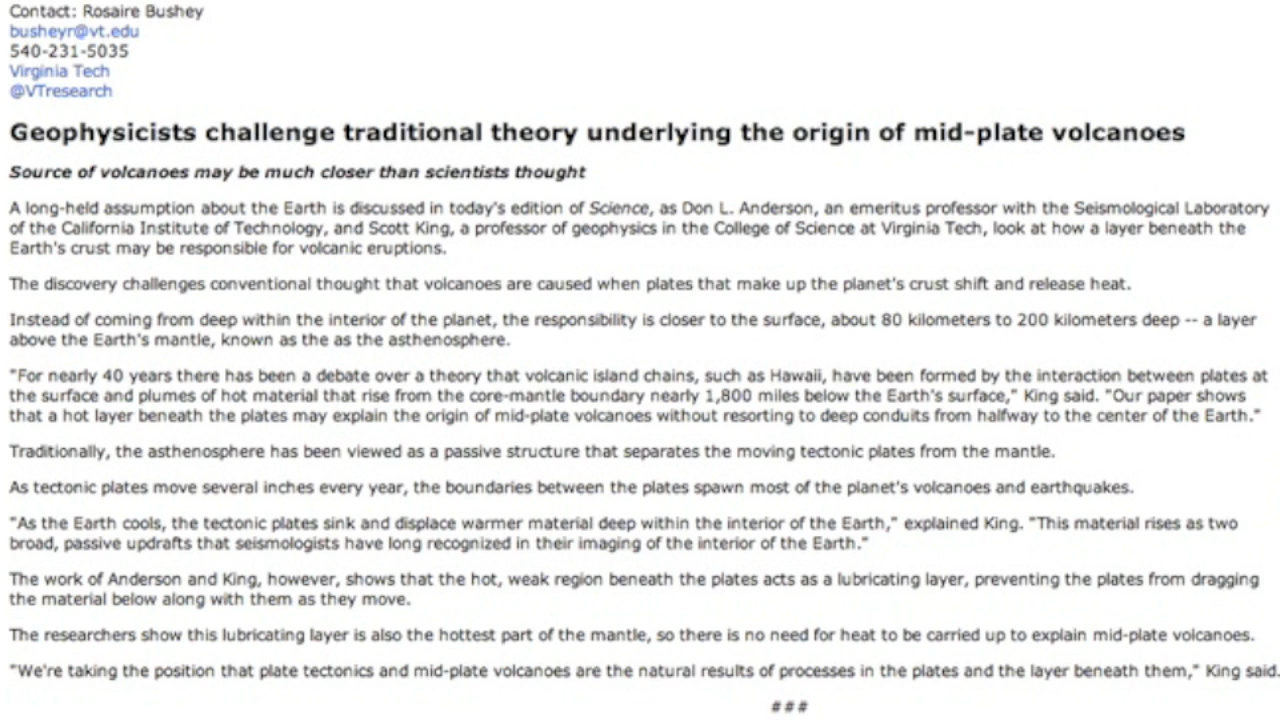 Contact: Rosaire Bushey
busheyr@vt.edu
540-231-5035
Virginia Tech
@VTresearch
Geophysicists challenge traditional theory underlying the origin of mid-plate volcanoes
Source of volcanoes may be much closer than scientists thought
A long-held assumption about the Earth is discussed in today's edition of Science, as Don L. Anderson, an emeritus professor with the Seismological Laboratory
of the California Institute of Technology, and Scott King, a professor of geophysics in the College of Science at Virginia Tech, look at how a layer beneath the
Earth's crust may be responsible for volcanic eruptions.
The discovery challenges conventional thought that volcanoes are caused when plates that make up the planet's crust shift and release heat.
Instead of coming from deep within the interior of the planet, the responsibility is closer to the surface, about 80 kilometers to 200 kilometers deep -- a layer
above the Earth's mantle, known as the as the asthenosphere.
"For nearly 40 years there has been a debate over a theory that volcanic island chains, such as Hawaii, have been formed by the interaction between plates at
the surface and plumes of hot material that rise from the core-mantle boundary nearly 1,800 miles below the Earth's surface," King said. "Our paper shows
that a hot layer beneath the plates may explain the origin of mid-plate volcanoes without resorting to deep conduits from halfway to the center of the Earth."
Traditionally, the asthenosphere has been viewed as a passive structure that separates the moving tectonic plates from the mantle.
As tectonic plates move several inches every year, the boundaries between the plates spawn most of the planet's volcanoes and earthquakes.
"As the Earth cools, the tectonic plates sink and displace warmer material deep within the interior of the Earth," explained King. "This material rises as two
broad, passive updrafts that seismologists have long recognized in their imaging of the interior of the Earth."
The work of Anderson and King, however, shows that the hot, weak region beneath the plates acts as a lubricating layer, preventing the plates from dragging
the material below along with them as they move.
The researchers show this lubricating layer is also the hottest part of the mantle, so there is no need for heat to be carried up to explain mid-plate volcanoes.
"We're taking the position that plate tectonics and mid-plate volcanoes are the natural results of processes in the plates and the layer beneath them," King said.
###